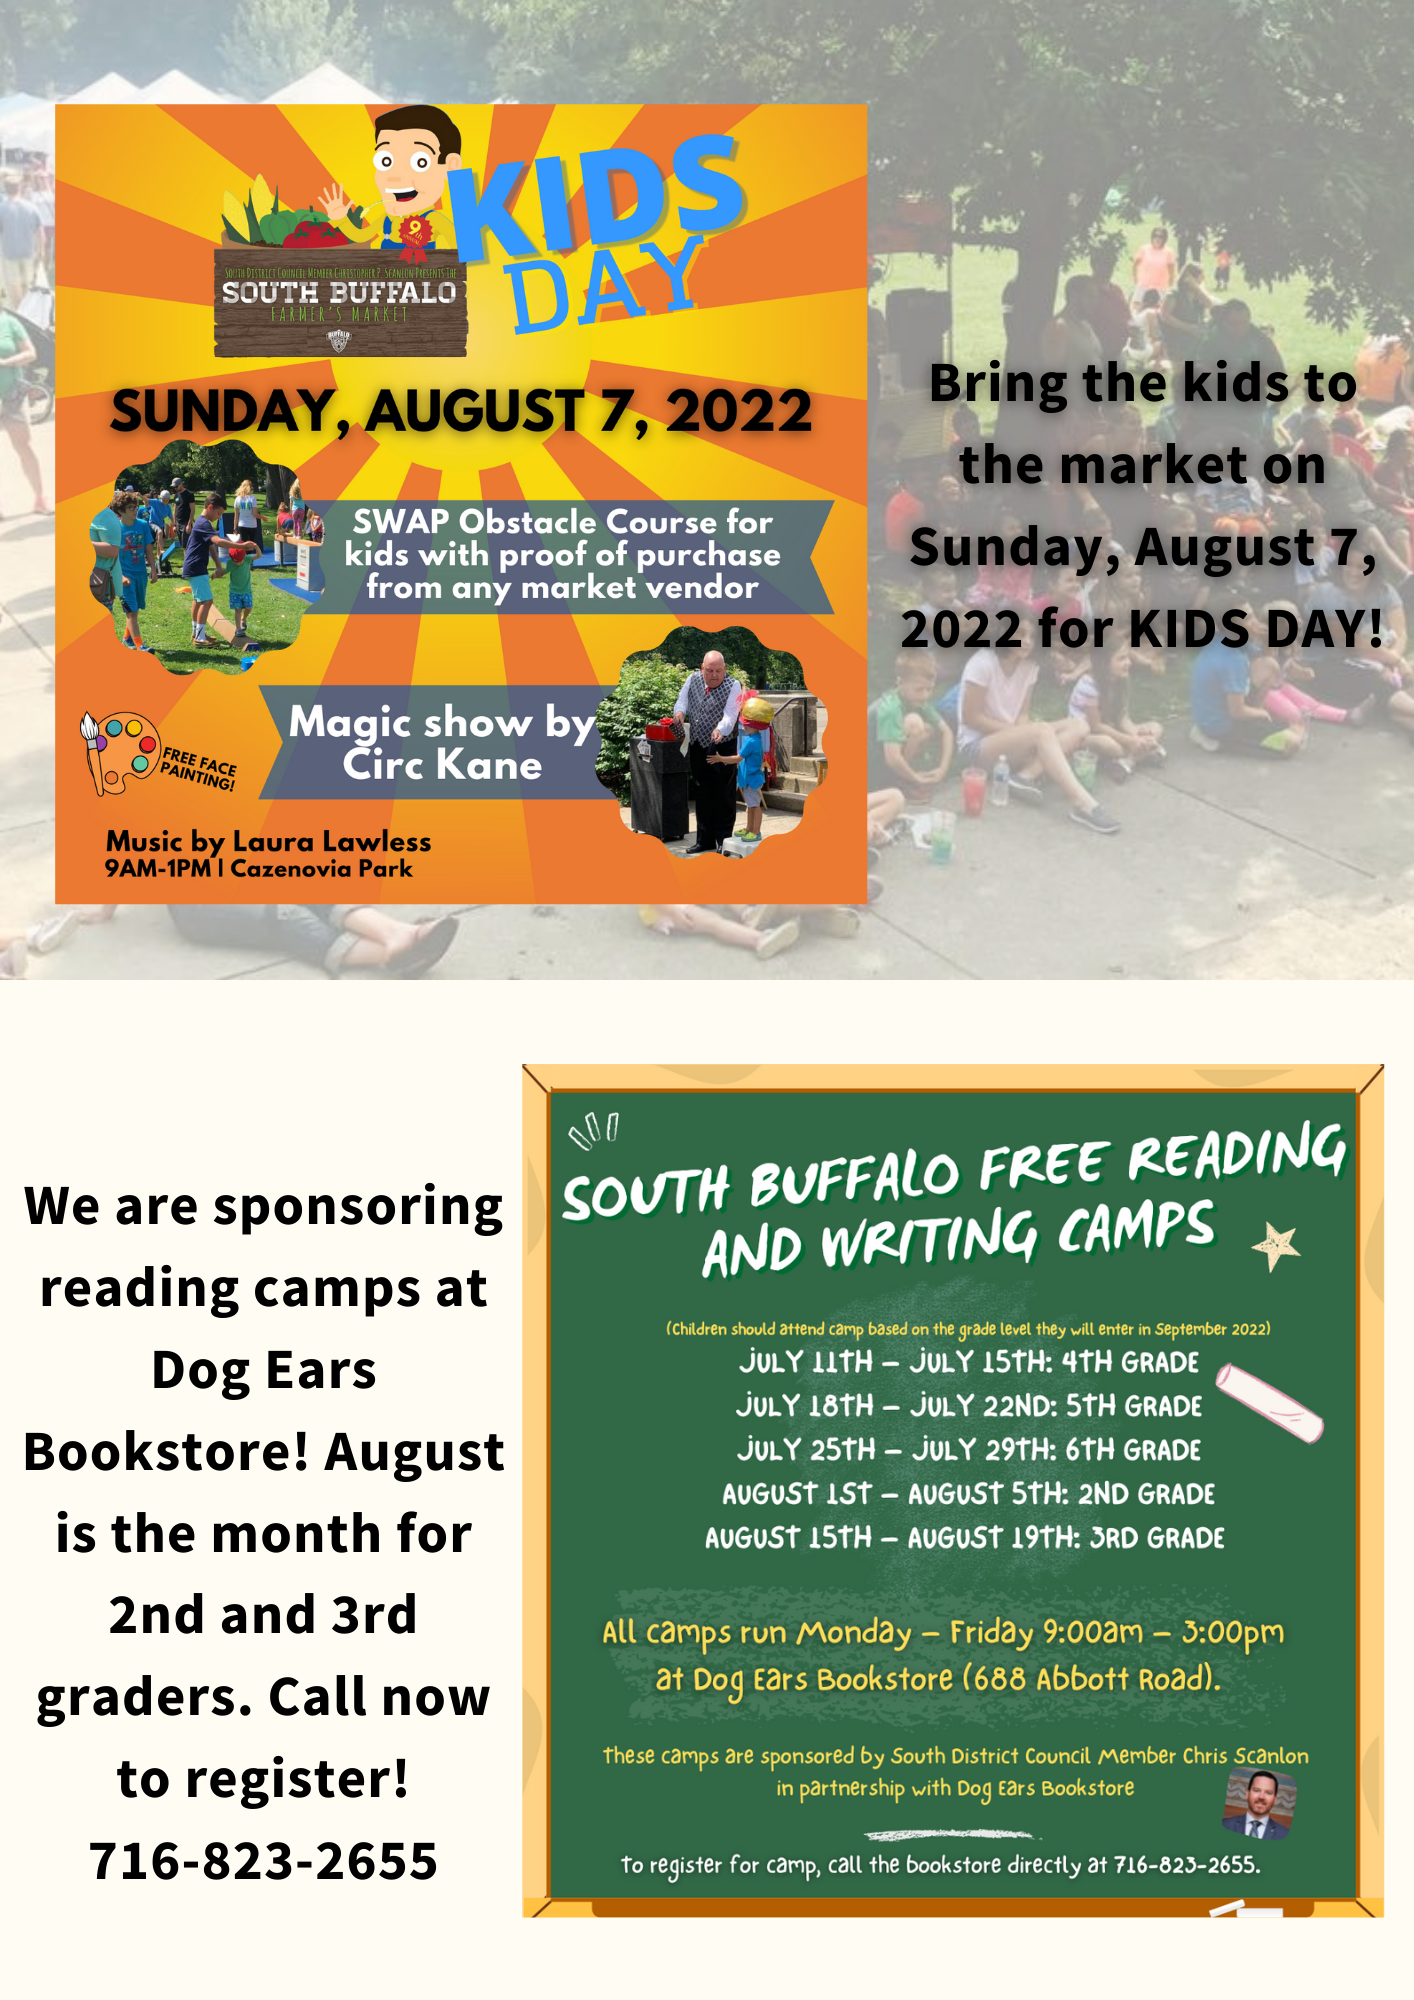 KIDS
DAY
9
SOUTH DISTRICT COUNCIL MEMBER CHRISTOPHER P. SCANLON PRESENTS THE
SOUTH BUFFALO
FARMER'S MARKET
SUNDAY, AUGUST 7, 2022
SWAP Obstacle Course for
kids with proof of purchase
from any market vendor
Magic show by
Circ Kane
FREE FACE
PAINTING!
Music by Laura Lawless
9AM-1PM | Cazenovia Park
Bring the kids to
the market on
Sunday, August 7,
2022 for KIDS DAY!
We are sponsoring
reading camps at
Dog Ears
Bookstore! August
is the month for
2nd and 3rd
graders. Call now
to register!
716-823-2655
SOUTH BUFFALO FREE READING
AND WRITING CAMPS
(Children should attend camp based on the grade level they will enter in September 2022)
JULY 11TH – JULY 15TH: 4TH GRADE
JULY 18TH – JULY 22ND: 5TH GRADE
JULY 25TH – JULY 29TH: 6TH GRADE
AUGUST 1ST – AUGUST 5TH: 2ND GRADE
AUGUST 15TH – AUGUST 19TH: 3RD GRADE
All camps run Monday – Friday 9:00am – 3:00pm
at Dog Ears Bookstore (688 Abbott Road).
These camps are sponsored by South District Council Member Chris Scanlon
in partnership with Dog Ears Bookstore
To register for camp, call the bookstore directly at 716-823-2655.